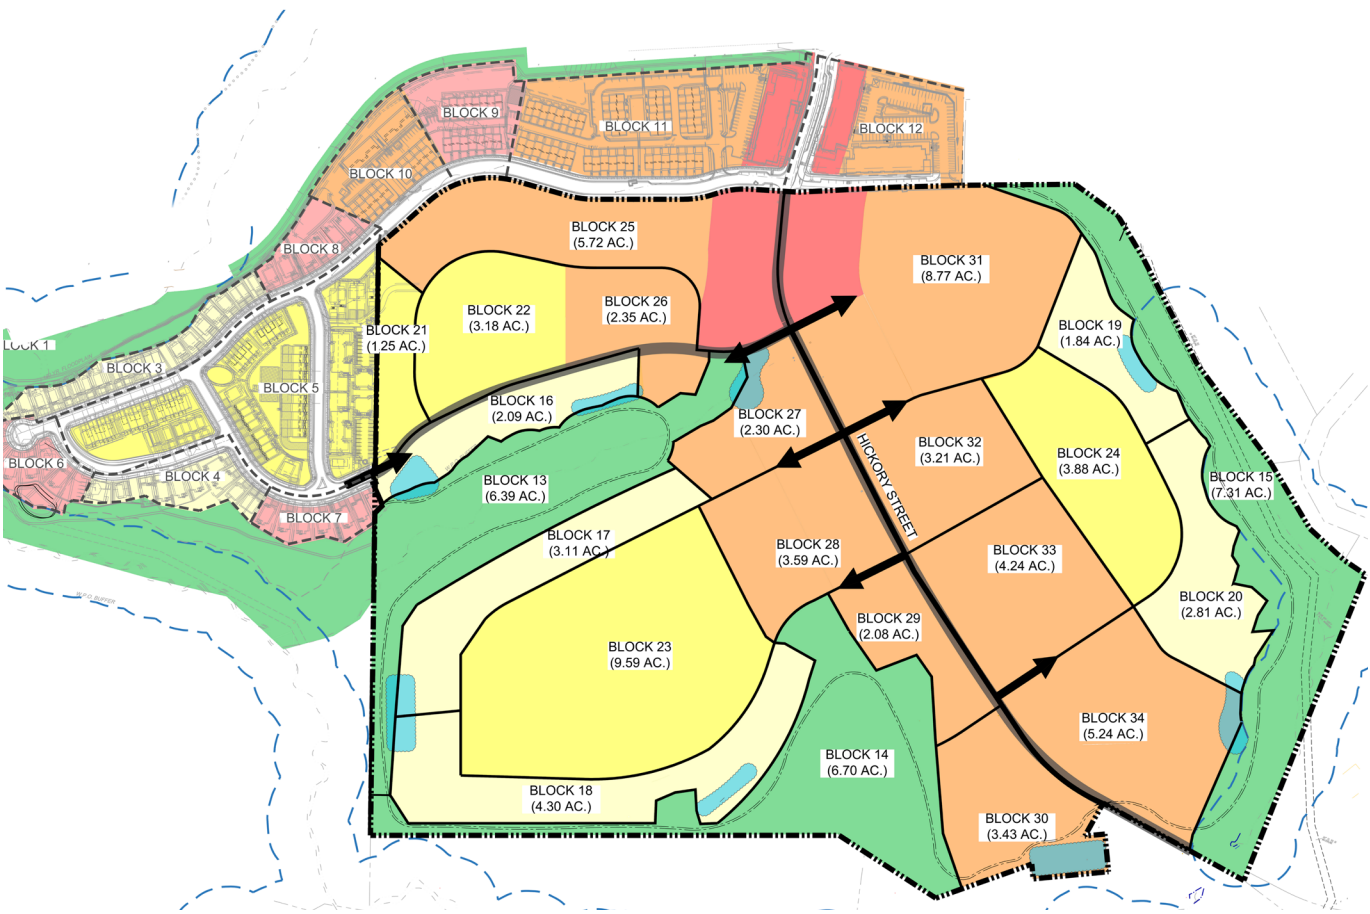 BLOCK 9
BLOCK 11
BLOCK 12
BLOCK 10
BLOCK 8
BLOCK 25
(5.72 AC.)
BLOCK 31
(8.77 AC.)
BLOCK 22
(3.18 AC.)
BLOCK 26
(2.35 AC.)
BLOCK 21
(1.25 AC.)
BLOCK 19
(1.84 AC.)
LOCK 1
BLOCK 3
BLOCK 5
BLOCK 16
(2.09 AC.)
BLOCK 27
(2.30 AC.)
BLOCK 32
(3.21 AC.)
BLOCK 24
(3.88 AC.)
HICKORY STREET
BLOCK 6
BLOCK 4
BLOCK 13
(6.39 AC.)
BLOCK 15
(7.31 AC.)
BLOCK 7
BLOCK 17
(3.11 AC.)
BLOCK 28
(3.59 AC.)
BLOCK 33
(4.24 AC.)
W.F.O. BUFFER
BLOCK 20
(2.81 AC.)
BLOCK 29
(2.08 AC.)
BLOCK 23
(9.59 AC.)
BLOCK 34
(5.24 AC.)
BLOCK 14
(6.70 AC.)
BLOCK 18
(4.30 AC.)
BLOCK 30
(3.43 AC.)